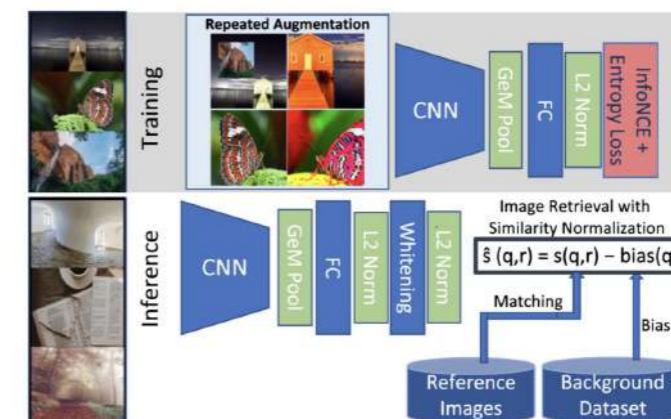 Repeated Augmentation
Training
CNN
GeM Pool
FC
L2 Norm
InfoNCE +
Entropy Loss
Inference
CNN
GeM Pool
FC
L2 Norm
Whitening
L2 Norm
Image Retrieval with
Similarity Normalization
ŝ (q,r) = s(q,r) – bias(q
Matching
Bias
Reference
Images
Background
Dataset